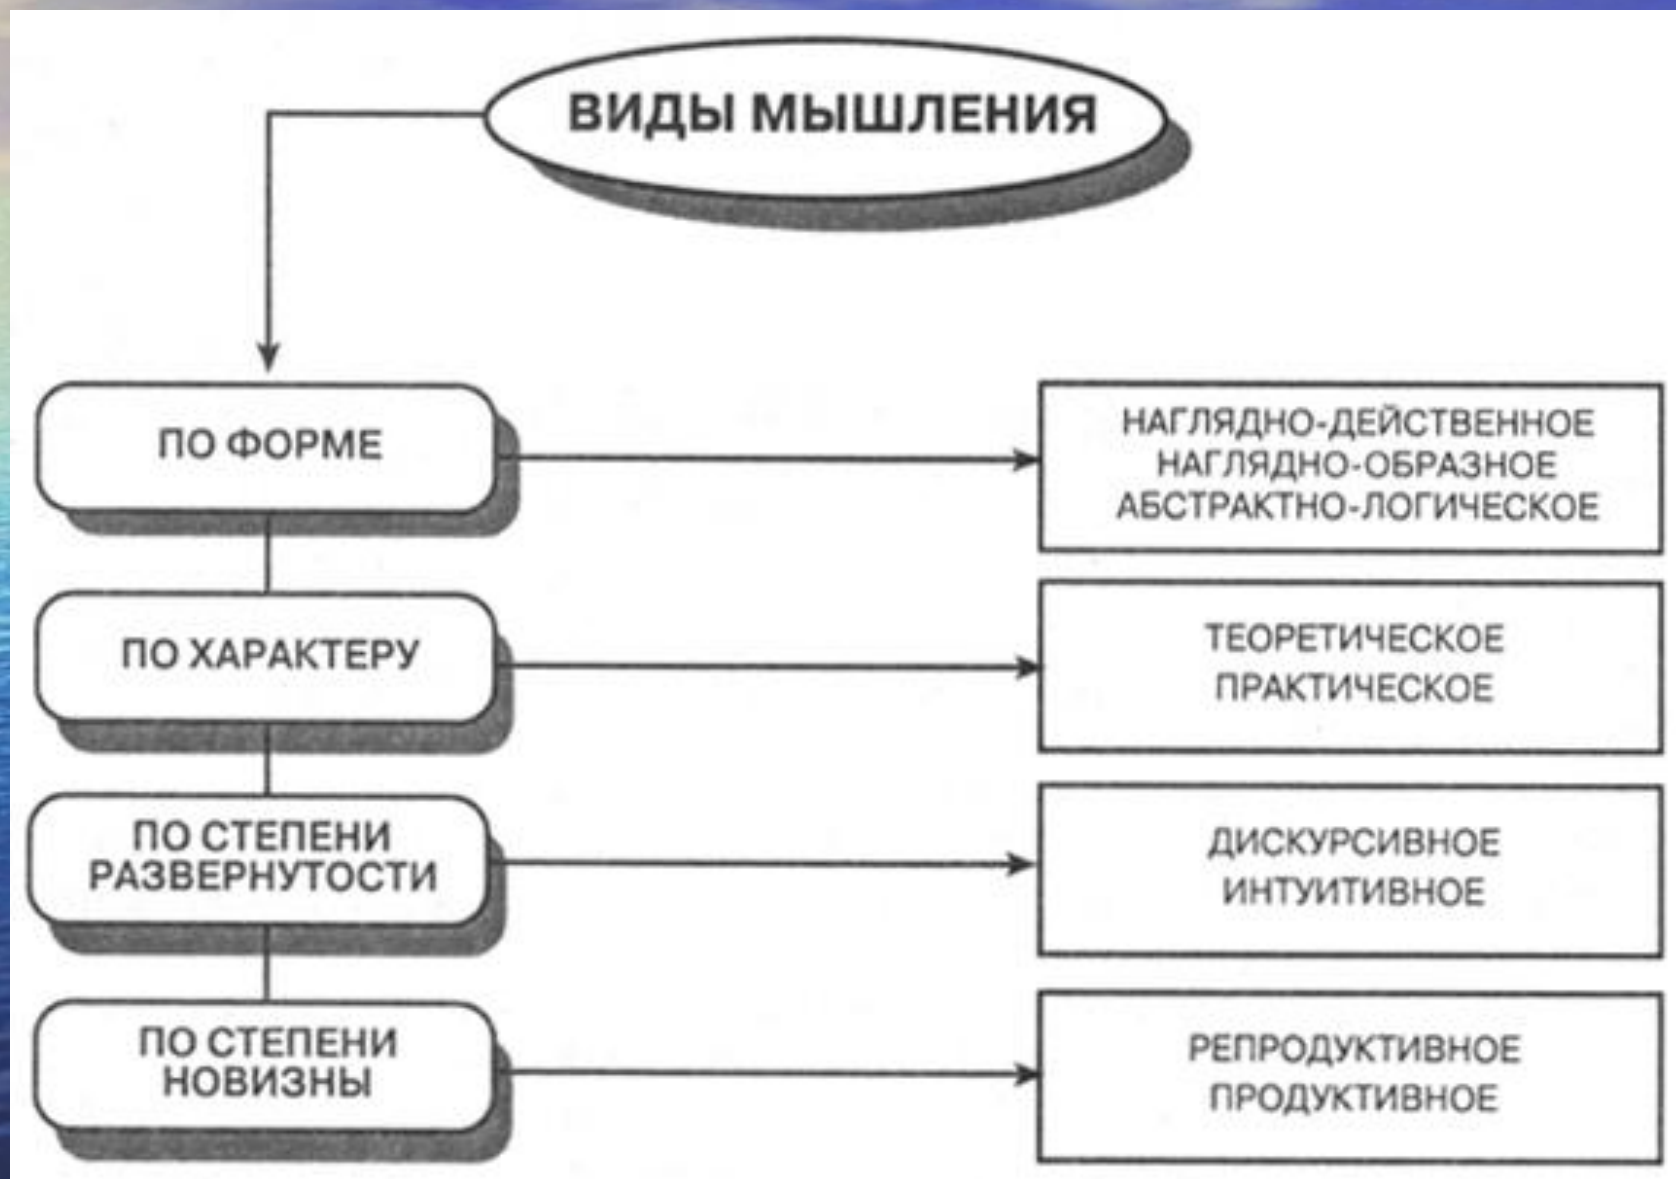 ВИДЫ МЫШЛЕНИЯ
ПО ФОРМЕ
НАГЛЯДНО-ДЕЙСТВЕННОЕ
НАГЛЯДНО-ОБРАЗНОЕ
АБСТРАКТНО-ЛОГИЧЕСКОЕ
ПО ХАРАКТЕРУ
ТЕОРЕТИЧЕСКОЕ
ПРАКТИЧЕСКОЕ
ПО СТЕПЕНИ
РАЗВЕРНУТОСТИ
ДИСКУРСИВНОЕ
ИНТУИТИВНОЕ
ПО СТЕПЕНИ
НОВИЗНЫ
РЕПРОДУКТИВНОЕ
ПРОДУКТИВНОЕ